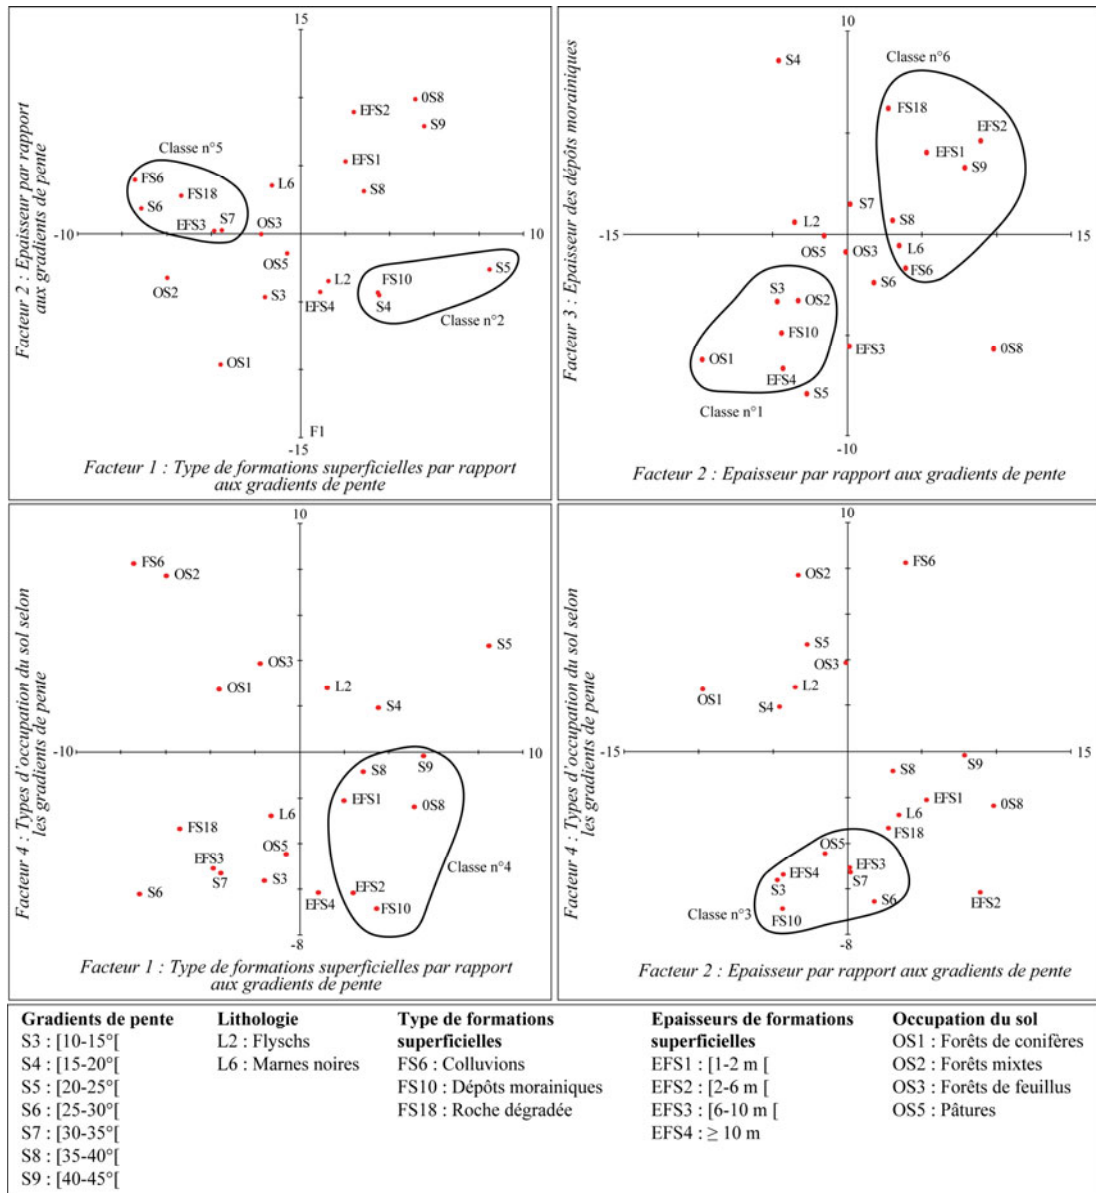 15
Facteur 2 : Epaisseur par rapport
aux gradients de pente
0S8
EFS2
S9
Classe n°5
EFS1
FS6
FS18
L6
S8
S6
EFS3
S7
OS3
-10
10
OS5
S5
OS2
L2
FS10
EFS4
S4
S3
Classe n°2
OS1
F1
-15
Facteur 1 : Type de formations superficielles par rapport
aux gradients de pente
10
Facteur 3 : Epaisseur des dépôts morainiques
S4
Classe n°6
FS18
EFS2
EFS1
S9
S7
L2
S8
-15
15
OS5
OS3
L6
FS6
S6
S3
OS2
FS10
EFS3
0S8
OS1
EFS4
S5
Classe n°1
-10
Facteur 2 : Epaisseur par rapport aux gradients de pente
10
Facteur 4 : Types d'occupation du sol selon
les gradients de pente
FS6
OS2
S5
OS3
OS1
L2
S4
-10
10
S9
S8
EFS1
0S8
L6
FS18
OS5
EFS3
S7
S3
Classe n°4
S6
EFS4
EFS2
FS10
-8
Facteur 1 : Type de formations superficielles par rapport
aux gradients de pente
10
Facteur 4 : Types d'occupation du sol selon
les gradients de pente
FS6
OS2
S5
OS3
L2
OS1
S4
-15
15
S9
S8
EFS1
0S8
L6
FS18
OS5
EFS3
EFS4
S7
S3
Classe n°3
FS10
S6
EFS2
-8
Facteur 2 : Epaisseur par rapport aux gradients de pente
Gradients de pente
S3 : [10-15°[
S4 : [15-20°[
S5 : [20-25°[
S6 : [25-30°[
S7 : [30-35°[
S8 : [35-40°[
S9 : [40-45°[
Lithologie
L2 : Flyschs
L6 : Marnes noires
Type de formations
superficielles
FS6 : Colluvions
FS10 : Dépôts morainiques
FS18 : Roche dégradée
Epaisseurs de formations
superficielles
EFS1 : [1-2 m [
EFS2 : [2-6 m [
EFS3 : [6-10 m [
EFS4 : ≥ 10 m
Occupation du sol
OS1 : Forêts de conifères
OS2 : Forêts mixtes
OS3 : Forêts de feuillus
OS5 : Pâtures